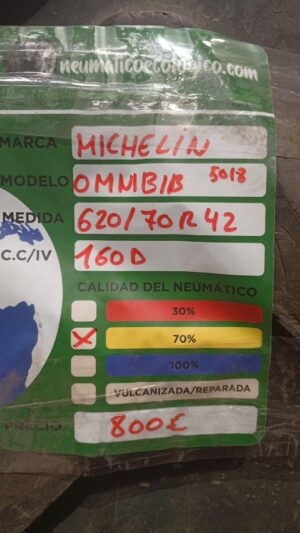 neumaticoecologico.com
MARCA MICHELIN
MODELO OMNIBIB 5018
MEDIDA 620/70R42
C.C/IV 160D
CALIDAD DEL NEUMÁTICO
30%
70%
100%
VULCANIZADA/REPARADA
PRECIO 800€